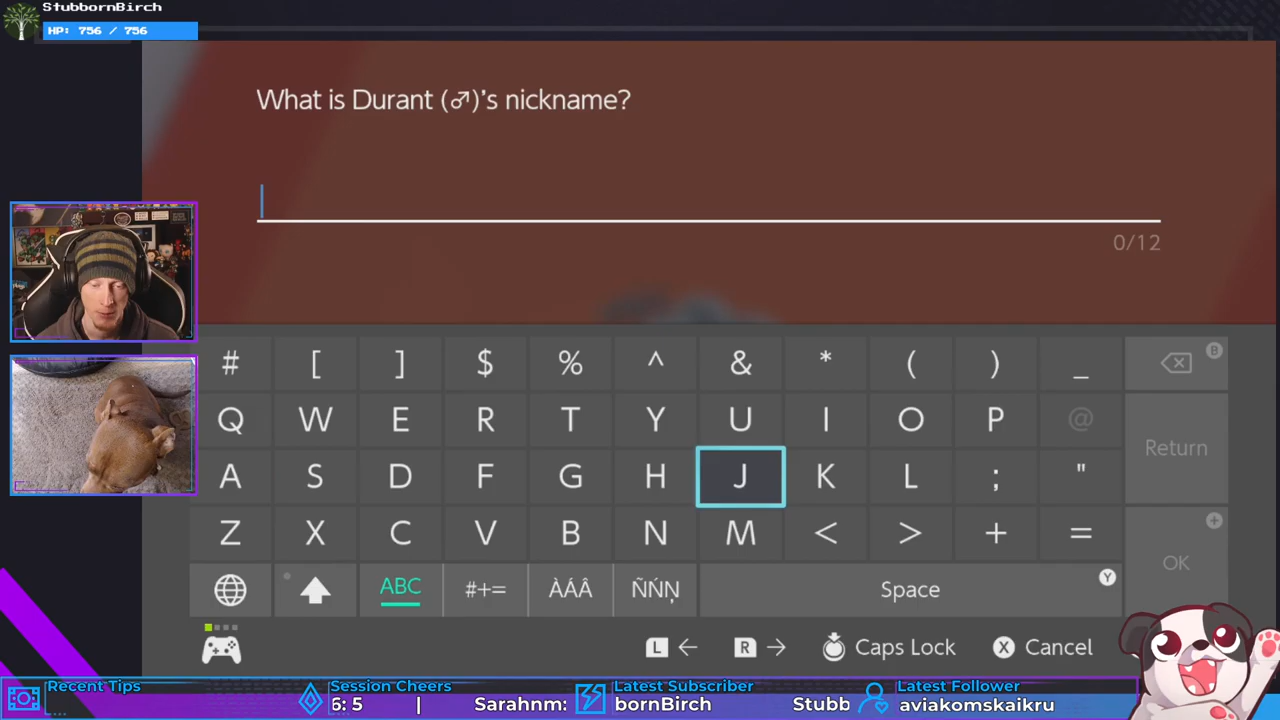 StubbornBirch
HP: 756 / 756
What is Durant (♂)'s nickname?
0/12
# [ ] $ % ^ & * ( ) _ B
Q W E R T Y U I O P @ Return
A S D F G H J K L ; "
Z X C V B N M < > + = OK
ABC #+= ÀÁÂ ÑŃŅ Space Y
L ← R → Caps Lock X Cancel
Recent Tips
....
Session Cheers
6: 5 | Sarahnm:
Latest Subscriber
bornBirch Stubb
Latest Follower
aviakomskaikru